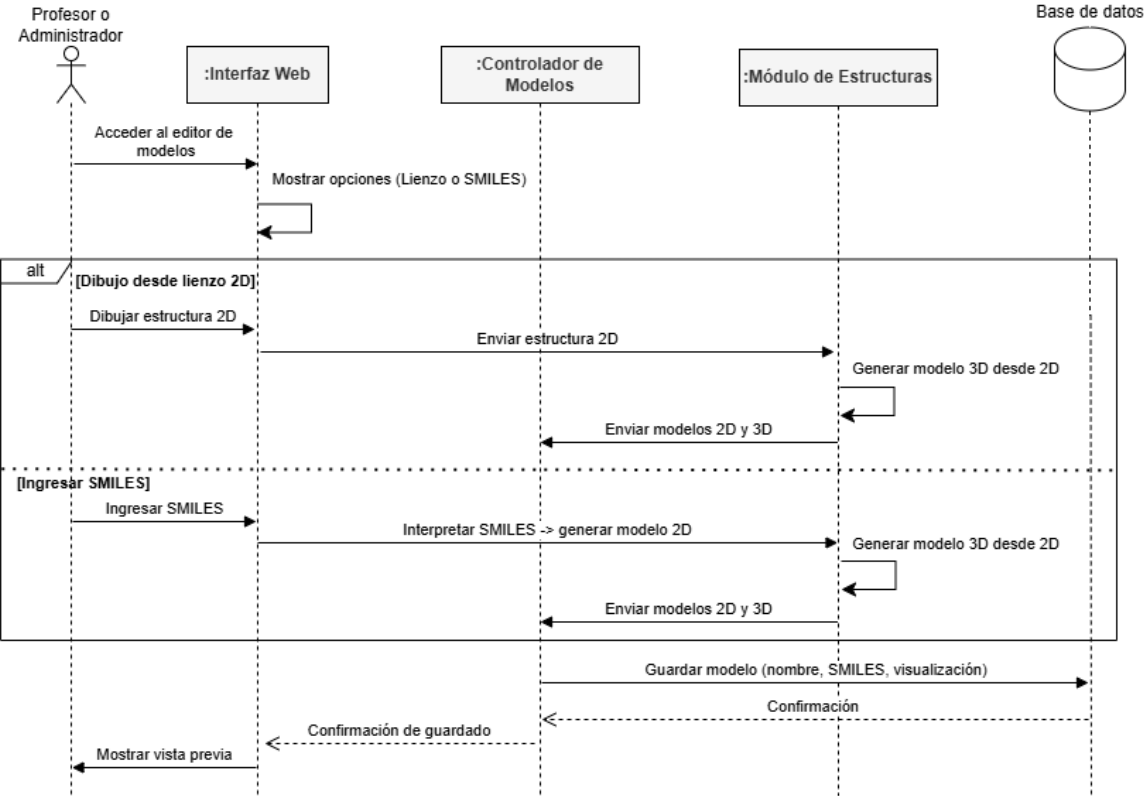 Profesor o
Administrador
Base de datos
:Interfaz Web
:Controlador de
Modelos
:Módulo de Estructuras
Acceder al editor de
modelos
Mostrar opciones (Lienzo o SMILES)
alt
[Dibujo desde lienzo 2D]
Dibujar estructura 2D
Enviar estructura 2D
Generar modelo 3D desde 2D
Enviar modelos 2D y 3D
[Ingresar SMILES]
Ingresar SMILES
Interpretar SMILES -> generar modelo 2D
Generar modelo 3D desde 2D
Enviar modelos 2D y 3D
Guardar modelo (nombre, SMILES, visualización)
Confirmación
Confirmación de guardado
Mostrar vista previa